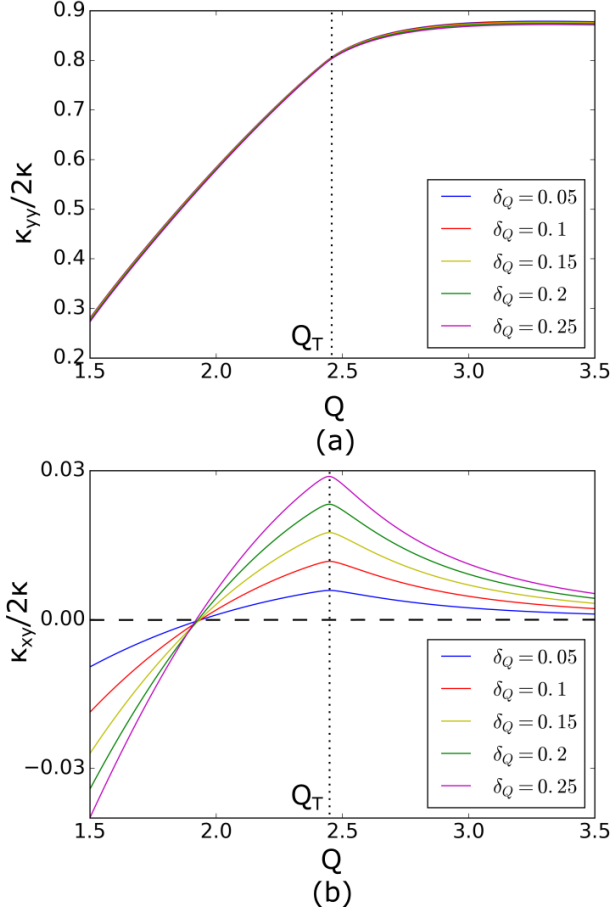 0.9
0.8
0.7
0.6
0.5
0.4
0.3
0.2
κyy/2κ
δQ = 0.05
δQ = 0.1
δQ = 0.15
δQ = 0.2
δQ = 0.25
QT
1.5 2.0 2.5 3.0 3.5
Q
(a)
0.03
0.00
−0.03
κxy/2κ
δQ = 0.05
δQ = 0.1
δQ = 0.15
δQ = 0.2
δQ = 0.25
QT
1.5 2.0 2.5 3.0 3.5
Q
(b)